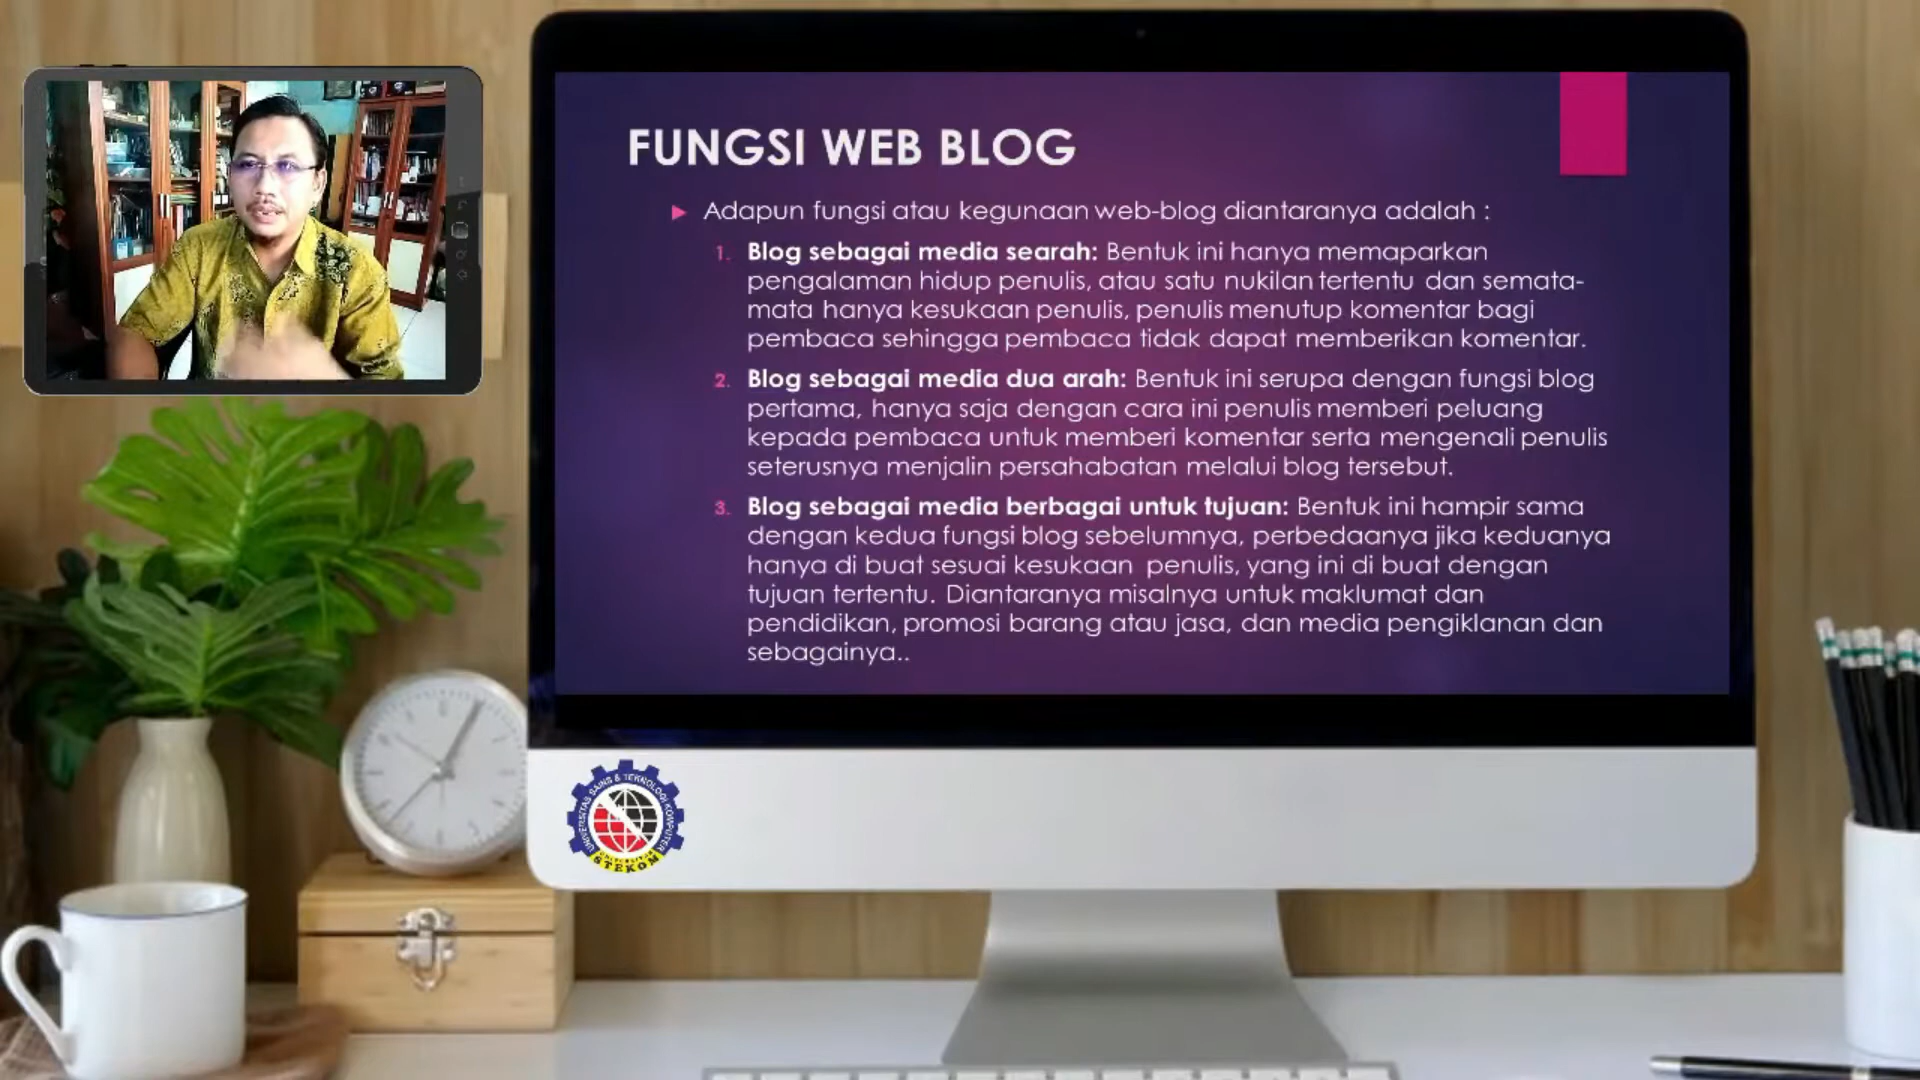 FUNGSI WEB BLOG
Adapun fungsi atau kegunaan web-blog diantaranya adalah :
1. Blog sebagai media searah: Bentuk ini hanya memaparkan
pengalaman hidup penulis, atau satu nukilan tertentu dan semata-
mata hanya kesukaan penulis, penulis menutup komentar bagi
pembaca sehingga pembaca tidak dapat memberikan komentar.
2. Blog sebagai media dua arah: Bentuk ini serupa dengan fungsi blog
pertama, hanya saja dengan cara ini penulis memberi peluang
kepada pembaca untuk memberi komentar serta mengenali penulis
seterusnya menjalin persahabatan melalui blog tersebut.
3. Blog sebagai media berbagai untuk tujuan: Bentuk ini hampir sama
dengan kedua fungsi blog sebelumnya, perbedaanya jika keduanya
hanya di buat sesuai kesukaan penulis, yang ini di buat dengan
tujuan tertentu. Diantaranya misalnya untuk maklumat dan
pendidikan, promosi barang atau jasa, dan media pengiklanan dan
sebagainya..
UNIVERSITAS SAINS & TEKNOLOGI KOMPUTER
UNIVERSITAS
STEKOM